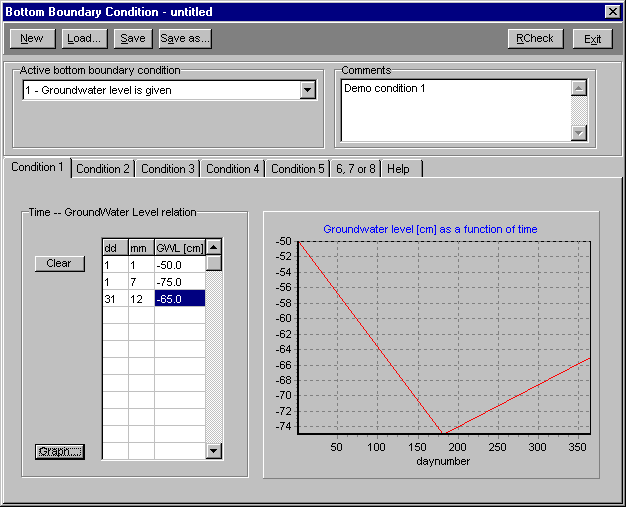 Bottom Boundary Condition - untitled
New Load... Save Save as... RCheck Exit
Active bottom boundary condition
1 - Groundwater level is given
Comments
Demo condition 1
Condition 1 Condition 2 Condition 3 Condition 4 Condition 5 6, 7 or 8 Help
Time -- GroundWater Level relation
Clear
dd mm GWL [cm]
1 1 -50.0
1 7 -75.0
31 12 -65.0
Graph...
Groundwater level [cm] as a function of time
-50
-52
-54
-56
-58
-60
-62
-64
-66
-68
-70
-72
-74
50 100 150 200 250 300 350
daynumber